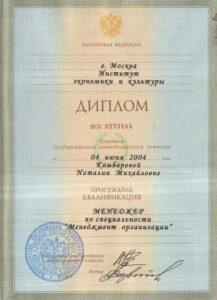 РОССИЙСКАЯ ФЕДЕРАЦИЯ
г. Москва
Институт
экономики и культуры
ДИПЛОМ
ВСБ 0273444
Решением
Государственной аттестационной комиссии
от
04 июня 2004
Комбаровой
Наталии Михайловне
ПРИСУЖДЕНА
КВАЛИФИКАЦИЯ
МЕНЕДЖЕР
по специальности
"Менеджмент организации"